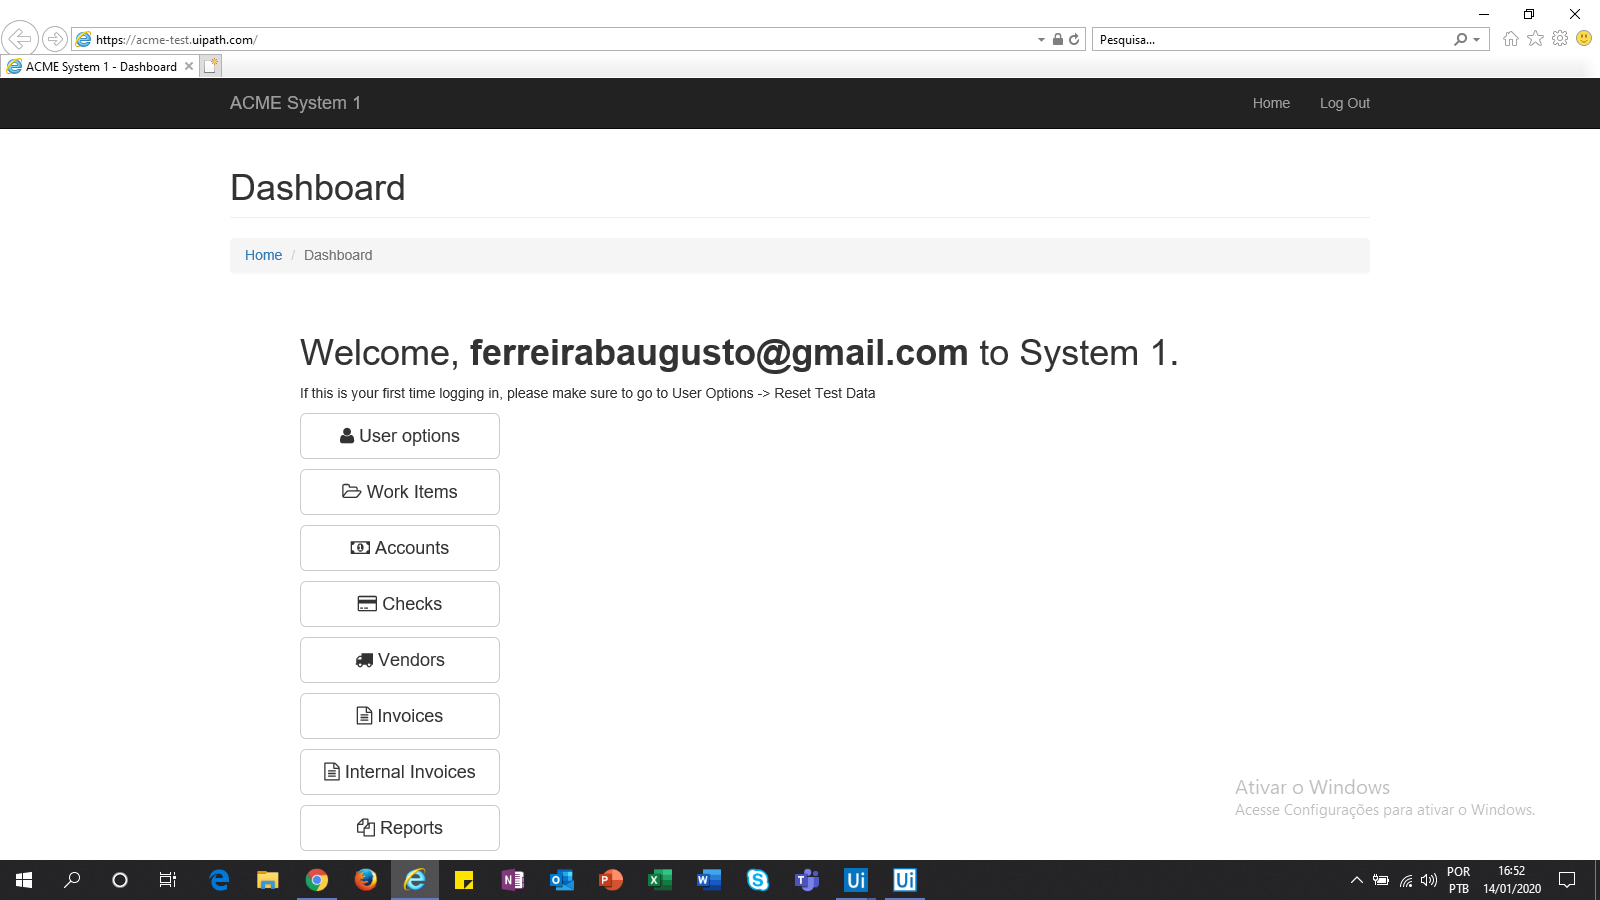 https://acme-test.uipath.com/
Pesquisa...
ACME System 1 - Dashboard
ACME System 1
Home
Log Out
Dashboard
Home / Dashboard
Welcome, ferreirabaugusto@gmail.com to System 1.
If this is your first time logging in, please make sure to go to User Options -> Reset Test Data
User options
Work Items
Accounts
Checks
Vendors
Invoices
Internal Invoices
Reports
Ativar o Windows
Acesse Configurações para ativar o Windows.
Ui
Ui
POR
PTB
16:52
14/01/2020